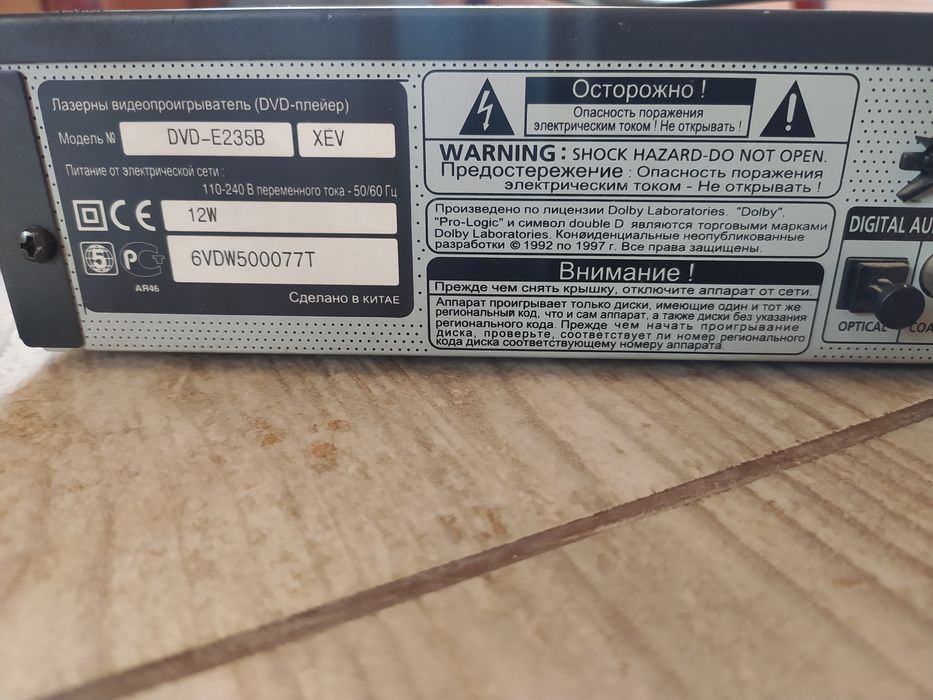 Лазерны видеопроигрыватель (DVD-плейер)
Модель № DVD-E235B XEV
Питание от электрической сети :
110-240 В переменного тока - 50/60 Гц
CE 12W
5 РСТ 6VDW500077T
АЯ46
Сделано в КИТАЕ
Осторожно !
Опасность поражения
электрическим током ! Не открывать !
WARNING : SHOCK HAZARD-DO NOT OPEN.
Предостережение : Опасность поражения
электрическим током - Не открывать !
Произведено по лицензии Dolby Laboratories. "Dolby",
"Pro-Logic" и символ double D являются торговыми марками
Dolby Laboratories. Конфиденциальные неопубликованные
разработки © 1992 по 1997 г. Все права защищены.
Внимание !
Прежде чем снять крышку, отключите аппарат от сети.
Аппарат проигрывает только диски, имеющие один и тот же
региональный код, что и сам аппарат, а также диски без указания
регионального кода. Прежде чем начать проигрывание
диска, проверьте, соответствует ли номер регионального
кода диска соответствующему номеру аппарата.
DIGITAL AU
OPTICAL
COA